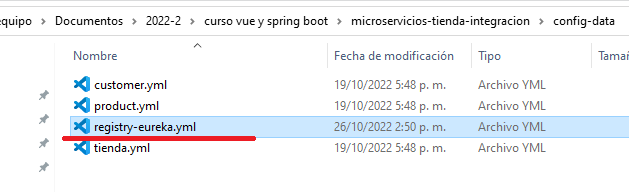 equipo > Documentos > 2022-2 > curso vue y spring boot > microservicios-tienda-integracion > config-data
Nombre Fecha de modificación Tipo Tamañ
customer.yml 19/10/2022 5:48 p. m. Archivo YML
product.yml 19/10/2022 5:48 p. m. Archivo YML
registry-eureka.yml 26/10/2022 2:50 p. m. Archivo YML
tienda.yml 19/10/2022 5:48 p. m. Archivo YML